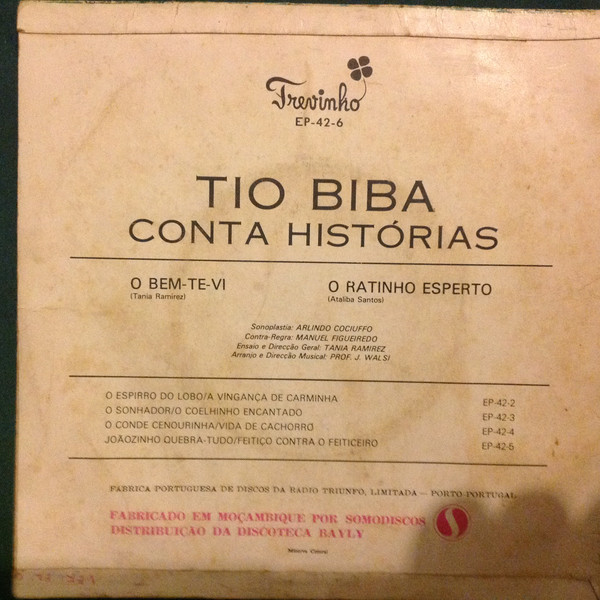 Trevinho
EP-42-6
TIO BIBA
CONTA HISTÓRIAS
O BEM-TE-VI
(Tania Ramirez)
O RATINHO ESPERTO
(Ataliba Santos)
Sonoplastia: ARLINDO COCIUFFO
Contra-Regra: MANUEL FIGUEIREDO
Ensaio e Direcção Geral: TANIA RAMIREZ
Arranjo e Direcção Musical: PROF. J. WALSI
O ESPIRRO DO LOBO/A VINGANÇA DE CARMINHA EP-42-2
O SONHADOR/O COELHINHO ENCANTADO EP-42-3
O CONDE CENOURINHA/VIDA DE CACHORRO EP-42-4
JOÃOZINHO QUEBRA-TUDO/FEITIÇO CONTRA O FEITICEIRO EP-42-5
FÁBRICA PORTUGUESA DE DISCOS DA RÁDIO TRIUNFO, LIMITADA — PORTO-PORTUGAL
FABRICADO EM MOÇAMBIQUE POR SOMODISCOS
DISTRIBUIÇÃO DA DISCOTECA BAYLY